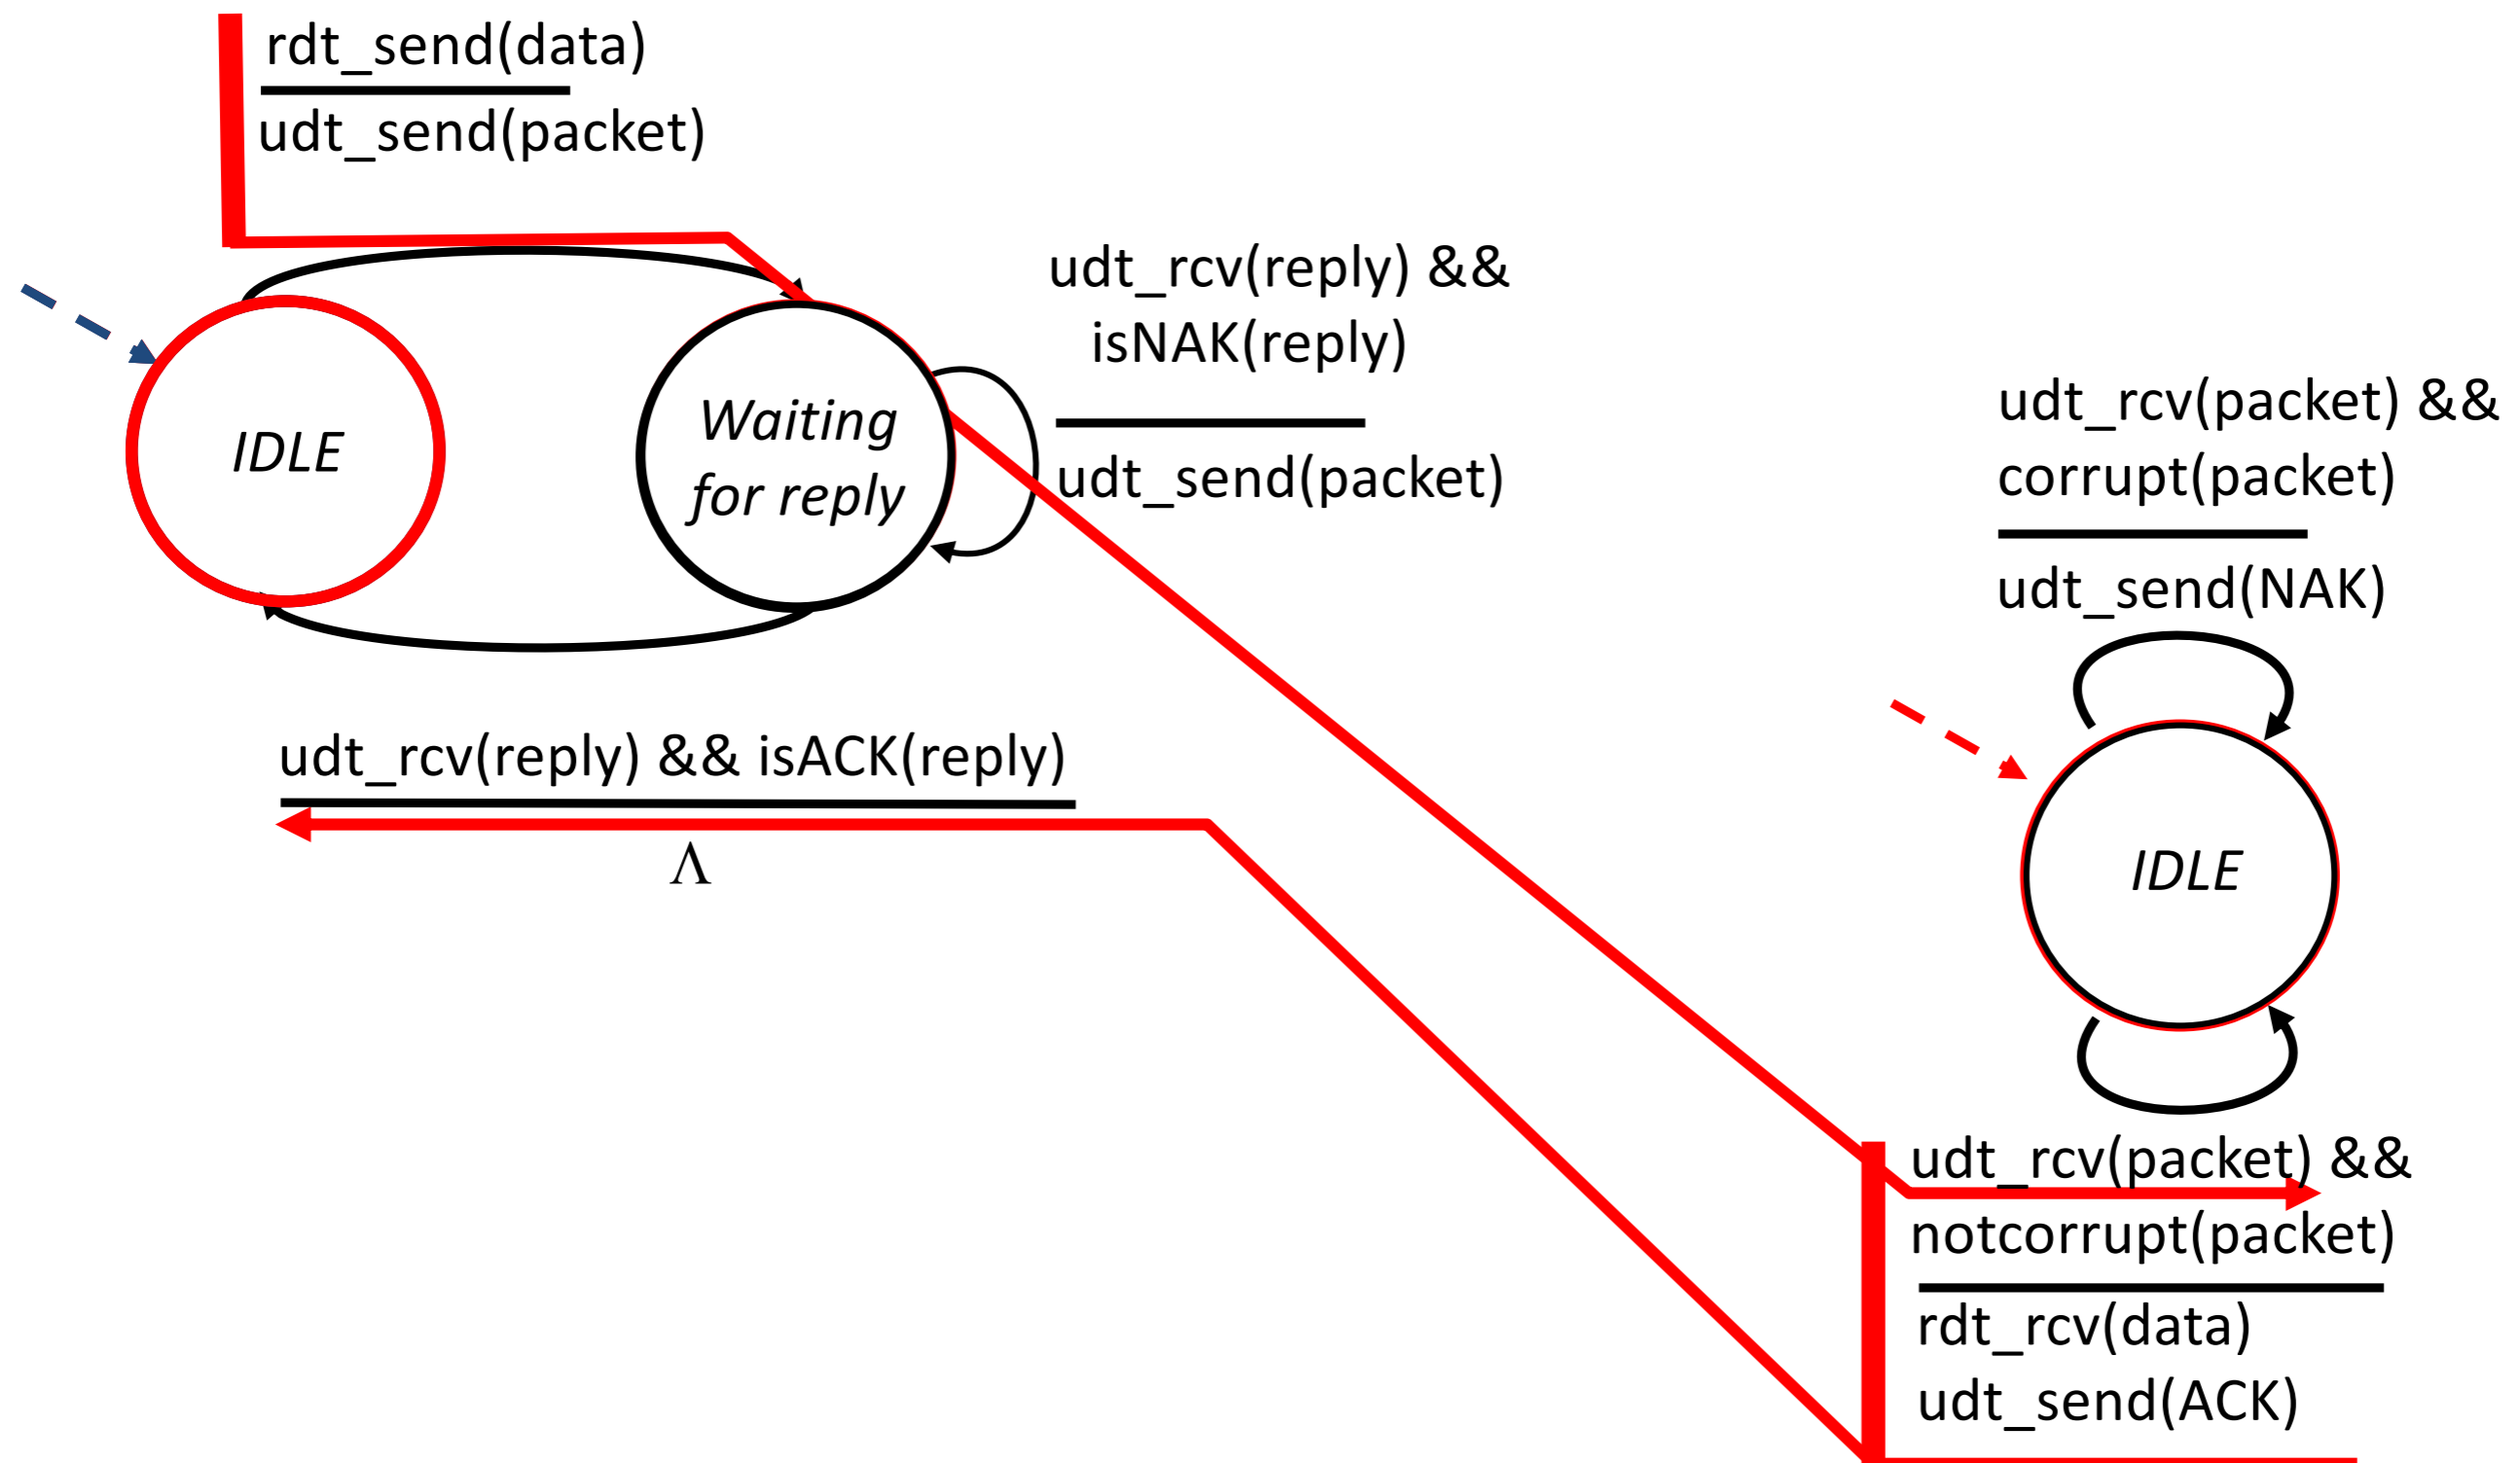 rdt_send(data)
udt_send(packet)
IDLE
Waiting
for reply
udt_rcv(reply) &&
isNAK(reply)
udt_send(packet)
udt_rcv(reply) && isACK(reply)
Λ
udt_rcv(packet) &&
corrupt(packet)
udt_send(NAK)
IDLE
udt_rcv(packet) &&
notcorrupt(packet)
rdt_rcv(data)
udt_send(ACK)